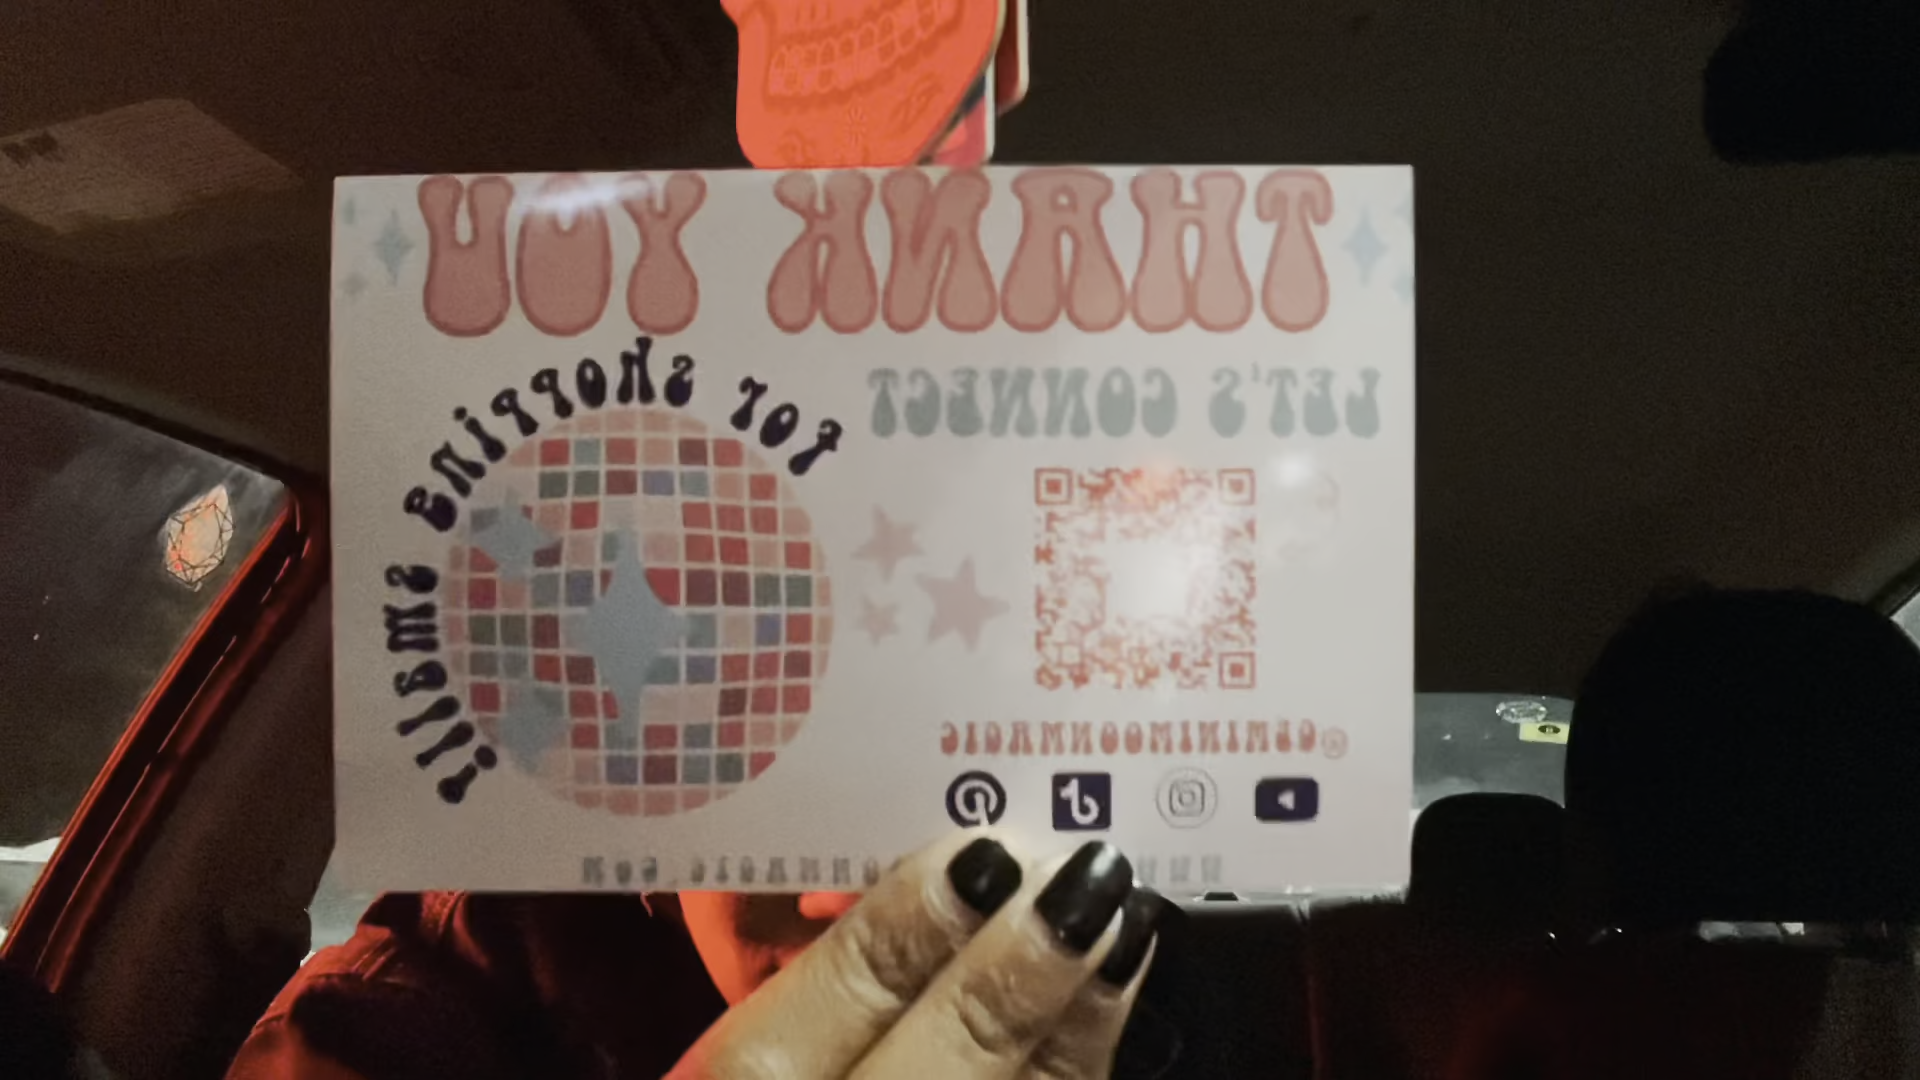 THANK YOU
for shopping small!
LET'S CONNECT
@GEMINIMOONMAGIC